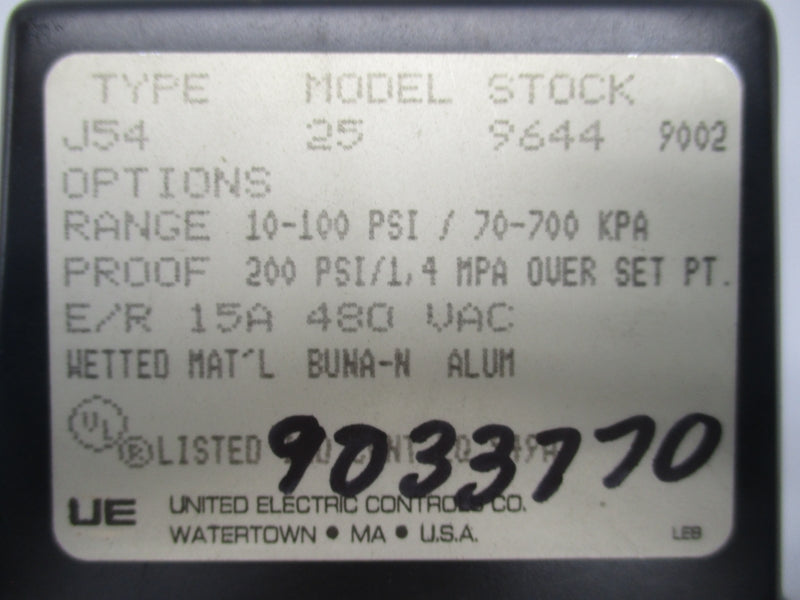 TYPE MODEL STOCK
J54 25 9644 9002
OPTIONS
RANGE 10-100 PSI / 70-700 KPA
PROOF 200 PSI/1,4 MPA OVER SET PT.
E/R 15A 480 VAC
WETTED MAT'L BUNA-N ALUM
UL ® LISTED
9033770
UE UNITED ELECTRIC CONTROLS CO.
WATERTOWN • MA • U.S.A. LEB